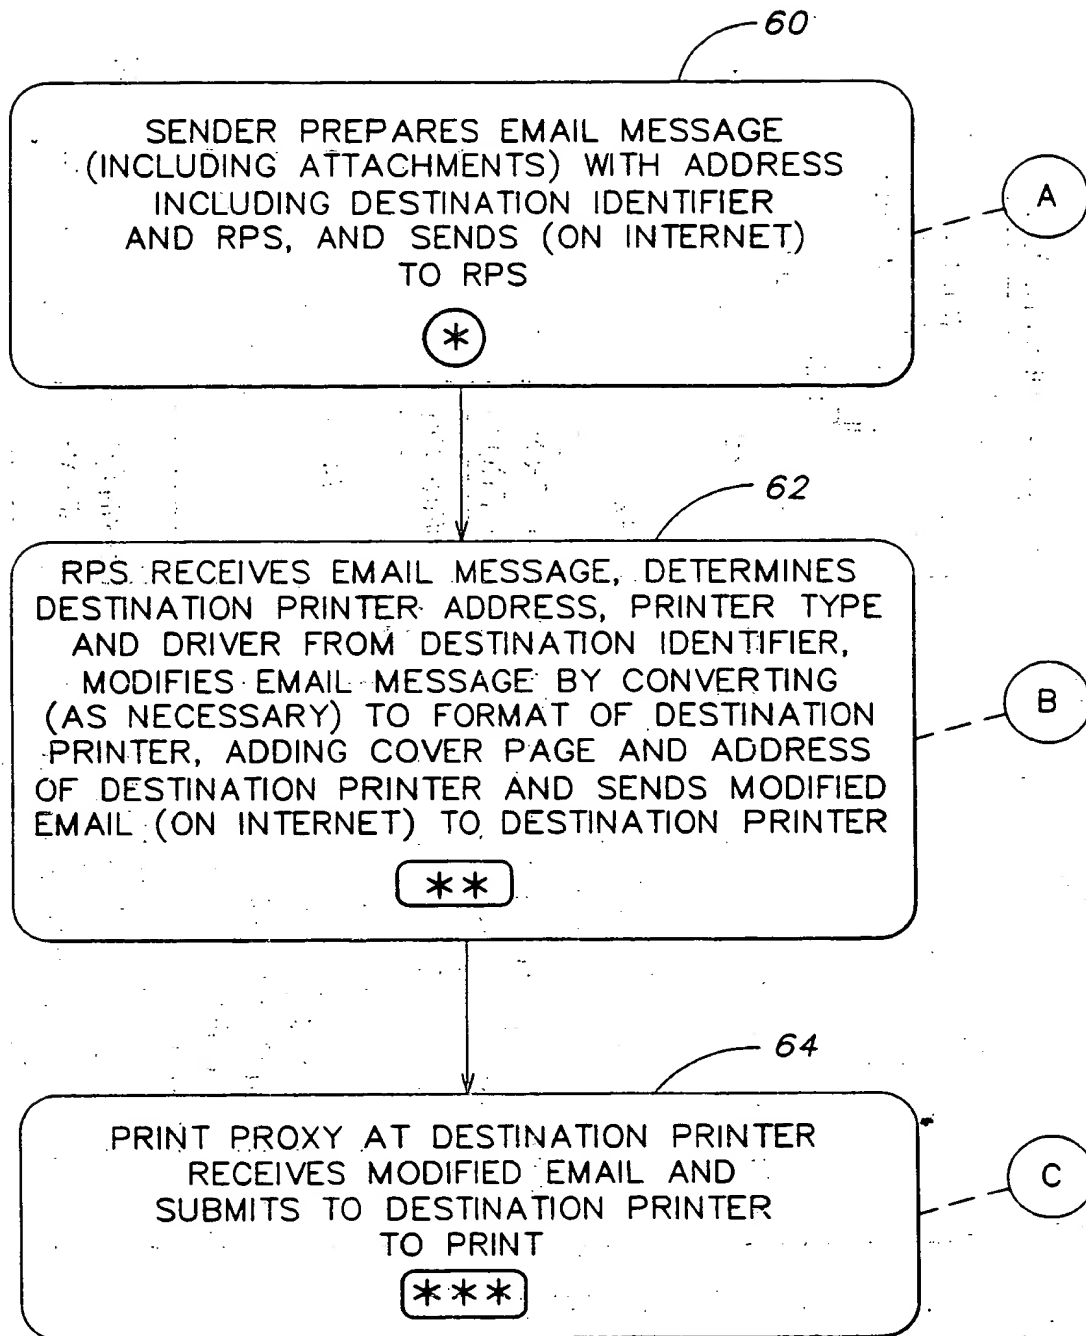 60
SENDER PREPARES EMAIL MESSAGE
(INCLUDING ATTACHMENTS) WITH ADDRESS
INCLUDING DESTINATION IDENTIFIER
AND RPS, AND SENDS (ON INTERNET)
TO RPS
*
A
62
RPS RECEIVES EMAIL MESSAGE, DETERMINES
DESTINATION PRINTER ADDRESS, PRINTER TYPE
AND DRIVER FROM DESTINATION IDENTIFIER,
MODIFIES EMAIL MESSAGE BY CONVERTING
(AS NECESSARY) TO FORMAT OF DESTINATION
PRINTER, ADDING COVER PAGE AND ADDRESS
OF DESTINATION PRINTER AND SENDS MODIFIED
EMAIL (ON INTERNET) TO DESTINATION PRINTER
**
B
64
PRINT PROXY AT DESTINATION PRINTER
RECEIVES MODIFIED EMAIL AND
SUBMITS TO DESTINATION PRINTER
TO PRINT
***
C